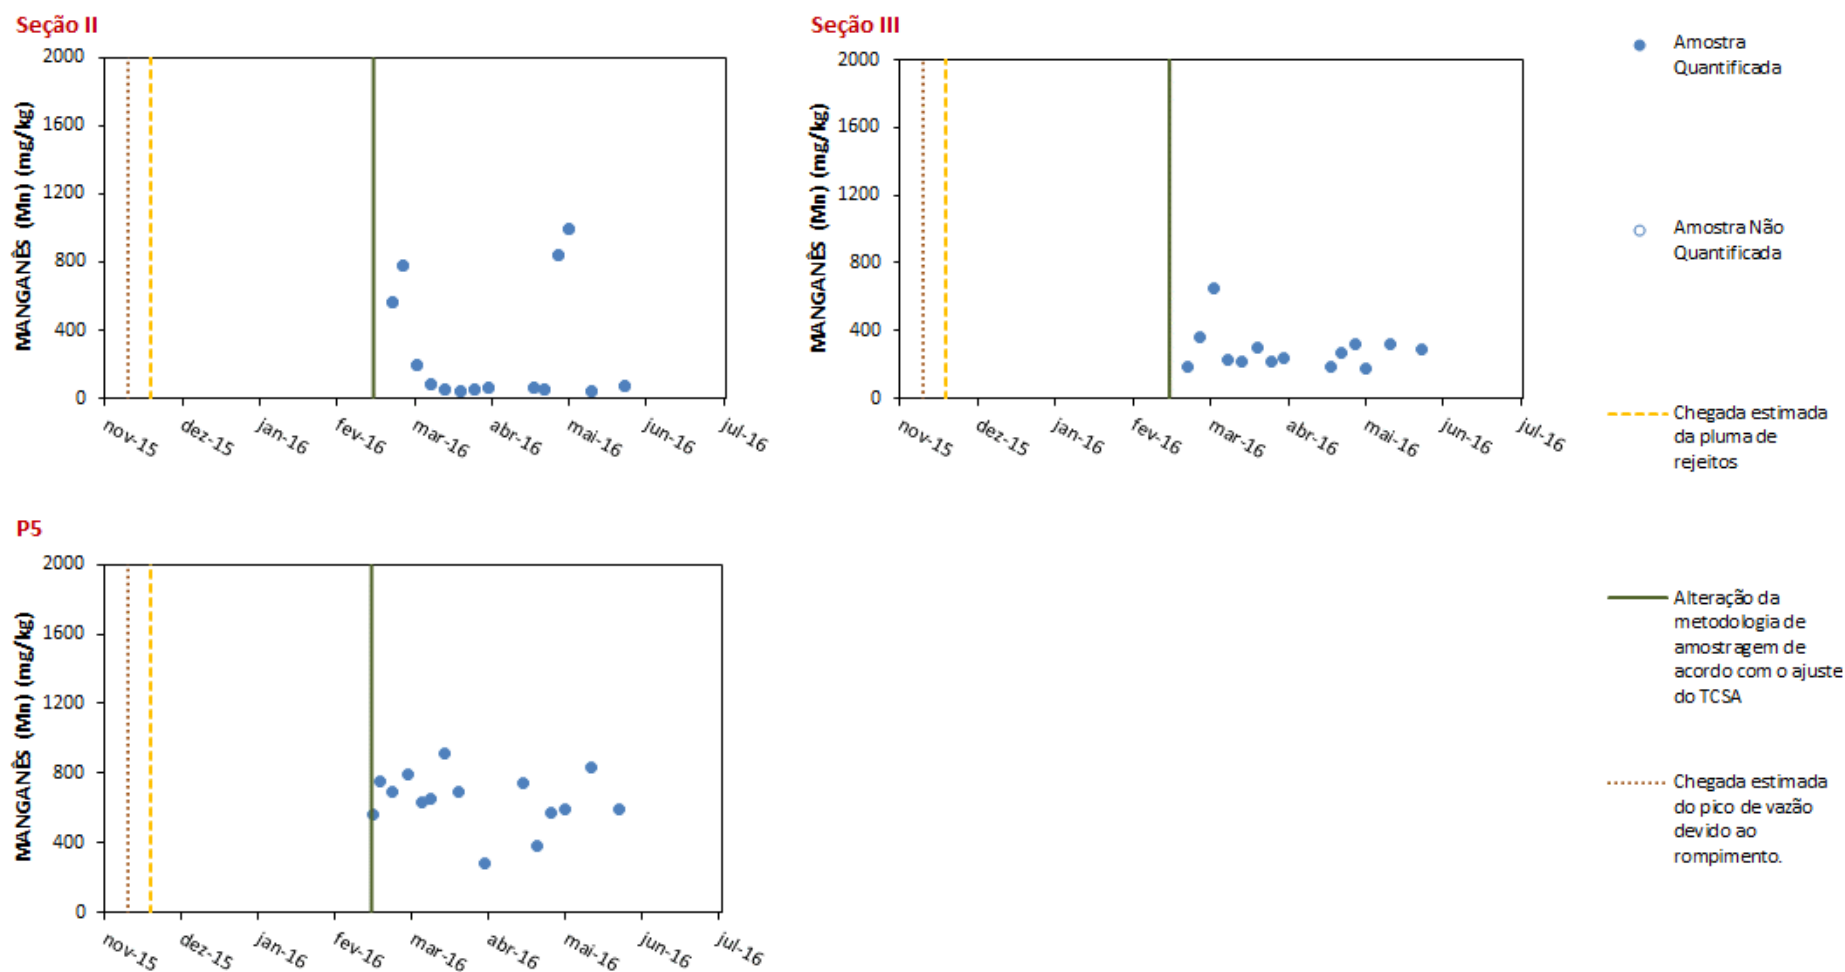 Seção II
MANGANÊS (Mn) (mg/kg)
2000
1600
1200
800
400
0
nov-15
dez-15
jan-16
fev-16
mar-16
abr-16
mai-16
jun-16
jul-16
Seção III
MANGANÊS (Mn) (mg/kg)
2000
1600
1200
800
400
0
nov-15
dez-15
jan-16
fev-16
mar-16
abr-16
mai-16
jun-16
jul-16
P5
MANGANÊS (Mn) (mg/kg)
2000
1600
1200
800
400
0
nov-15
dez-15
jan-16
fev-16
mar-16
abr-16
mai-16
jun-16
jul-16
Amostra
Quantificada
Amostra Não
Quantificada
Chegada estimada
da pluma de
rejeitos
Alteração da
metodologia de
amostragem de
acordo com o ajuste
do TCSA
Chegada estimada
do pico de vazão
devido ao
rompimento.